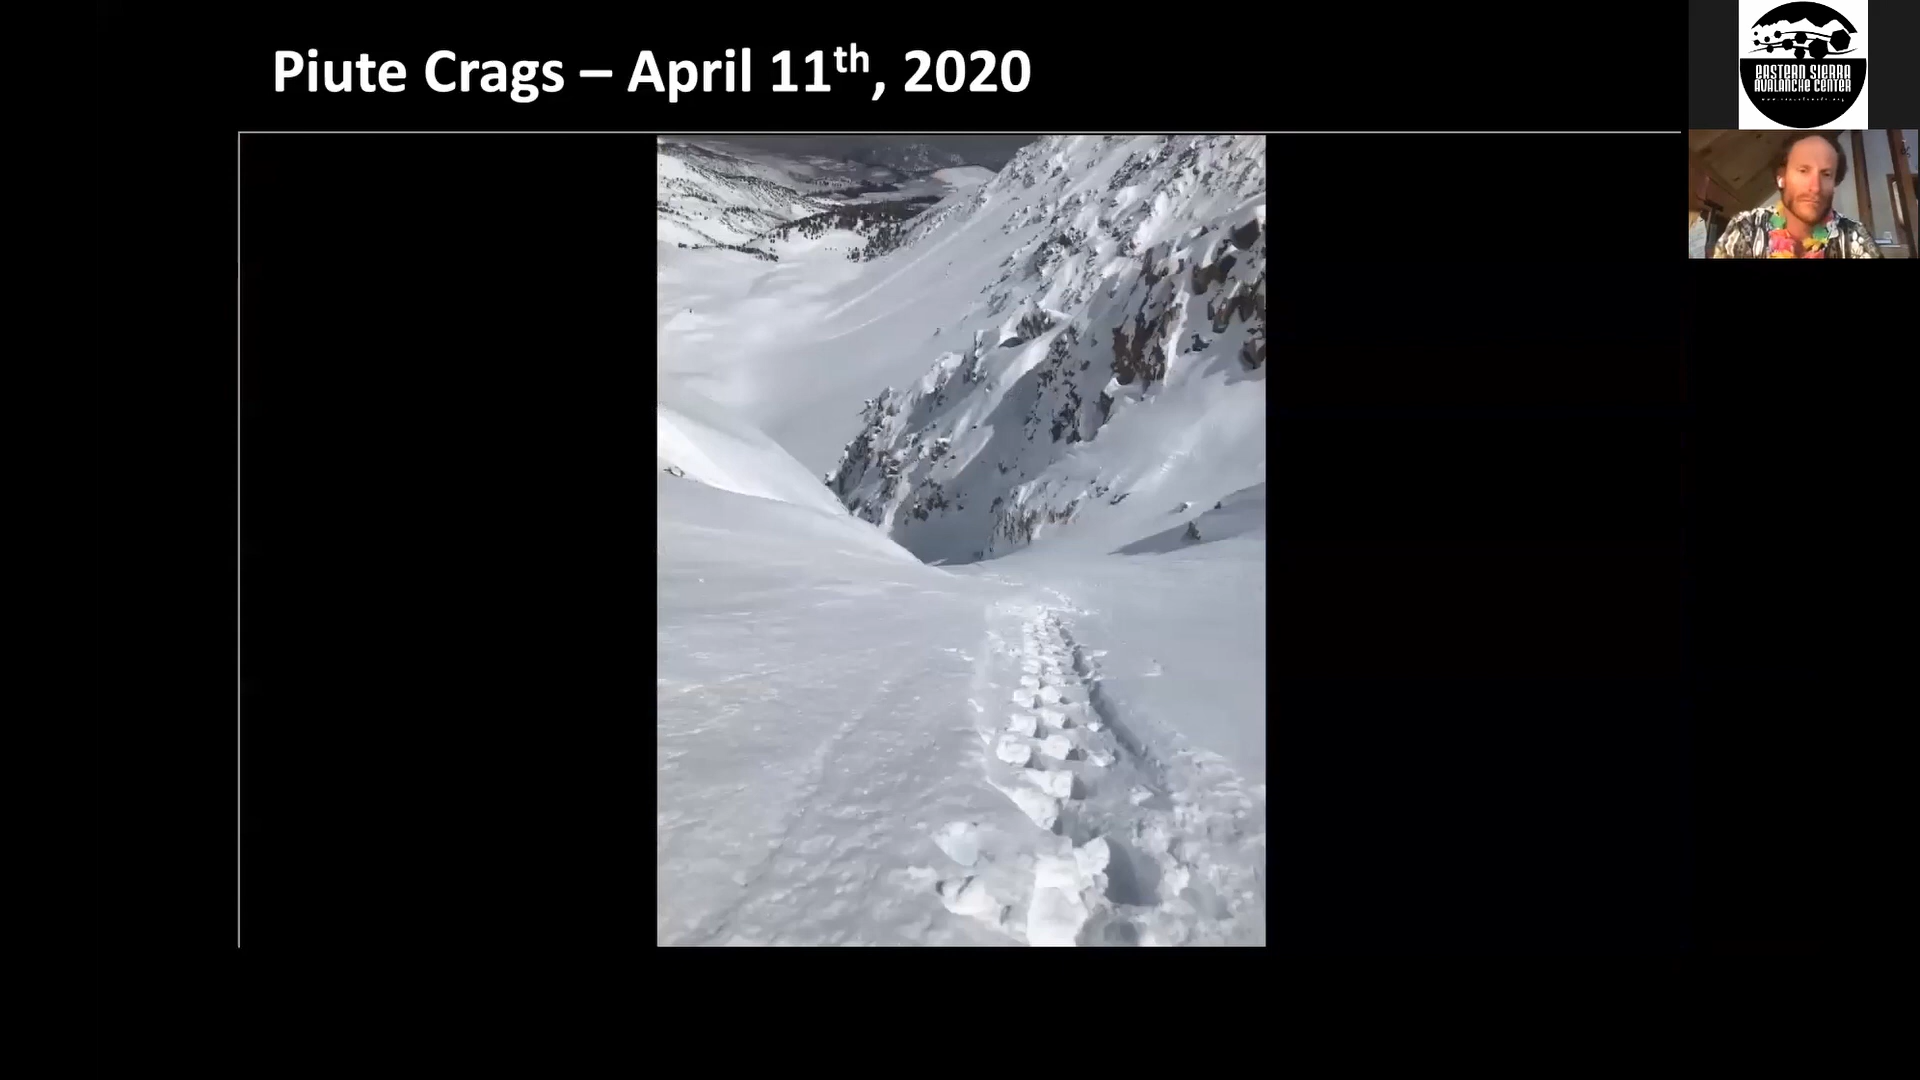 Piute Crags – April 11th, 2020
EASTERN SIERRA
AVALANCHE CENTER